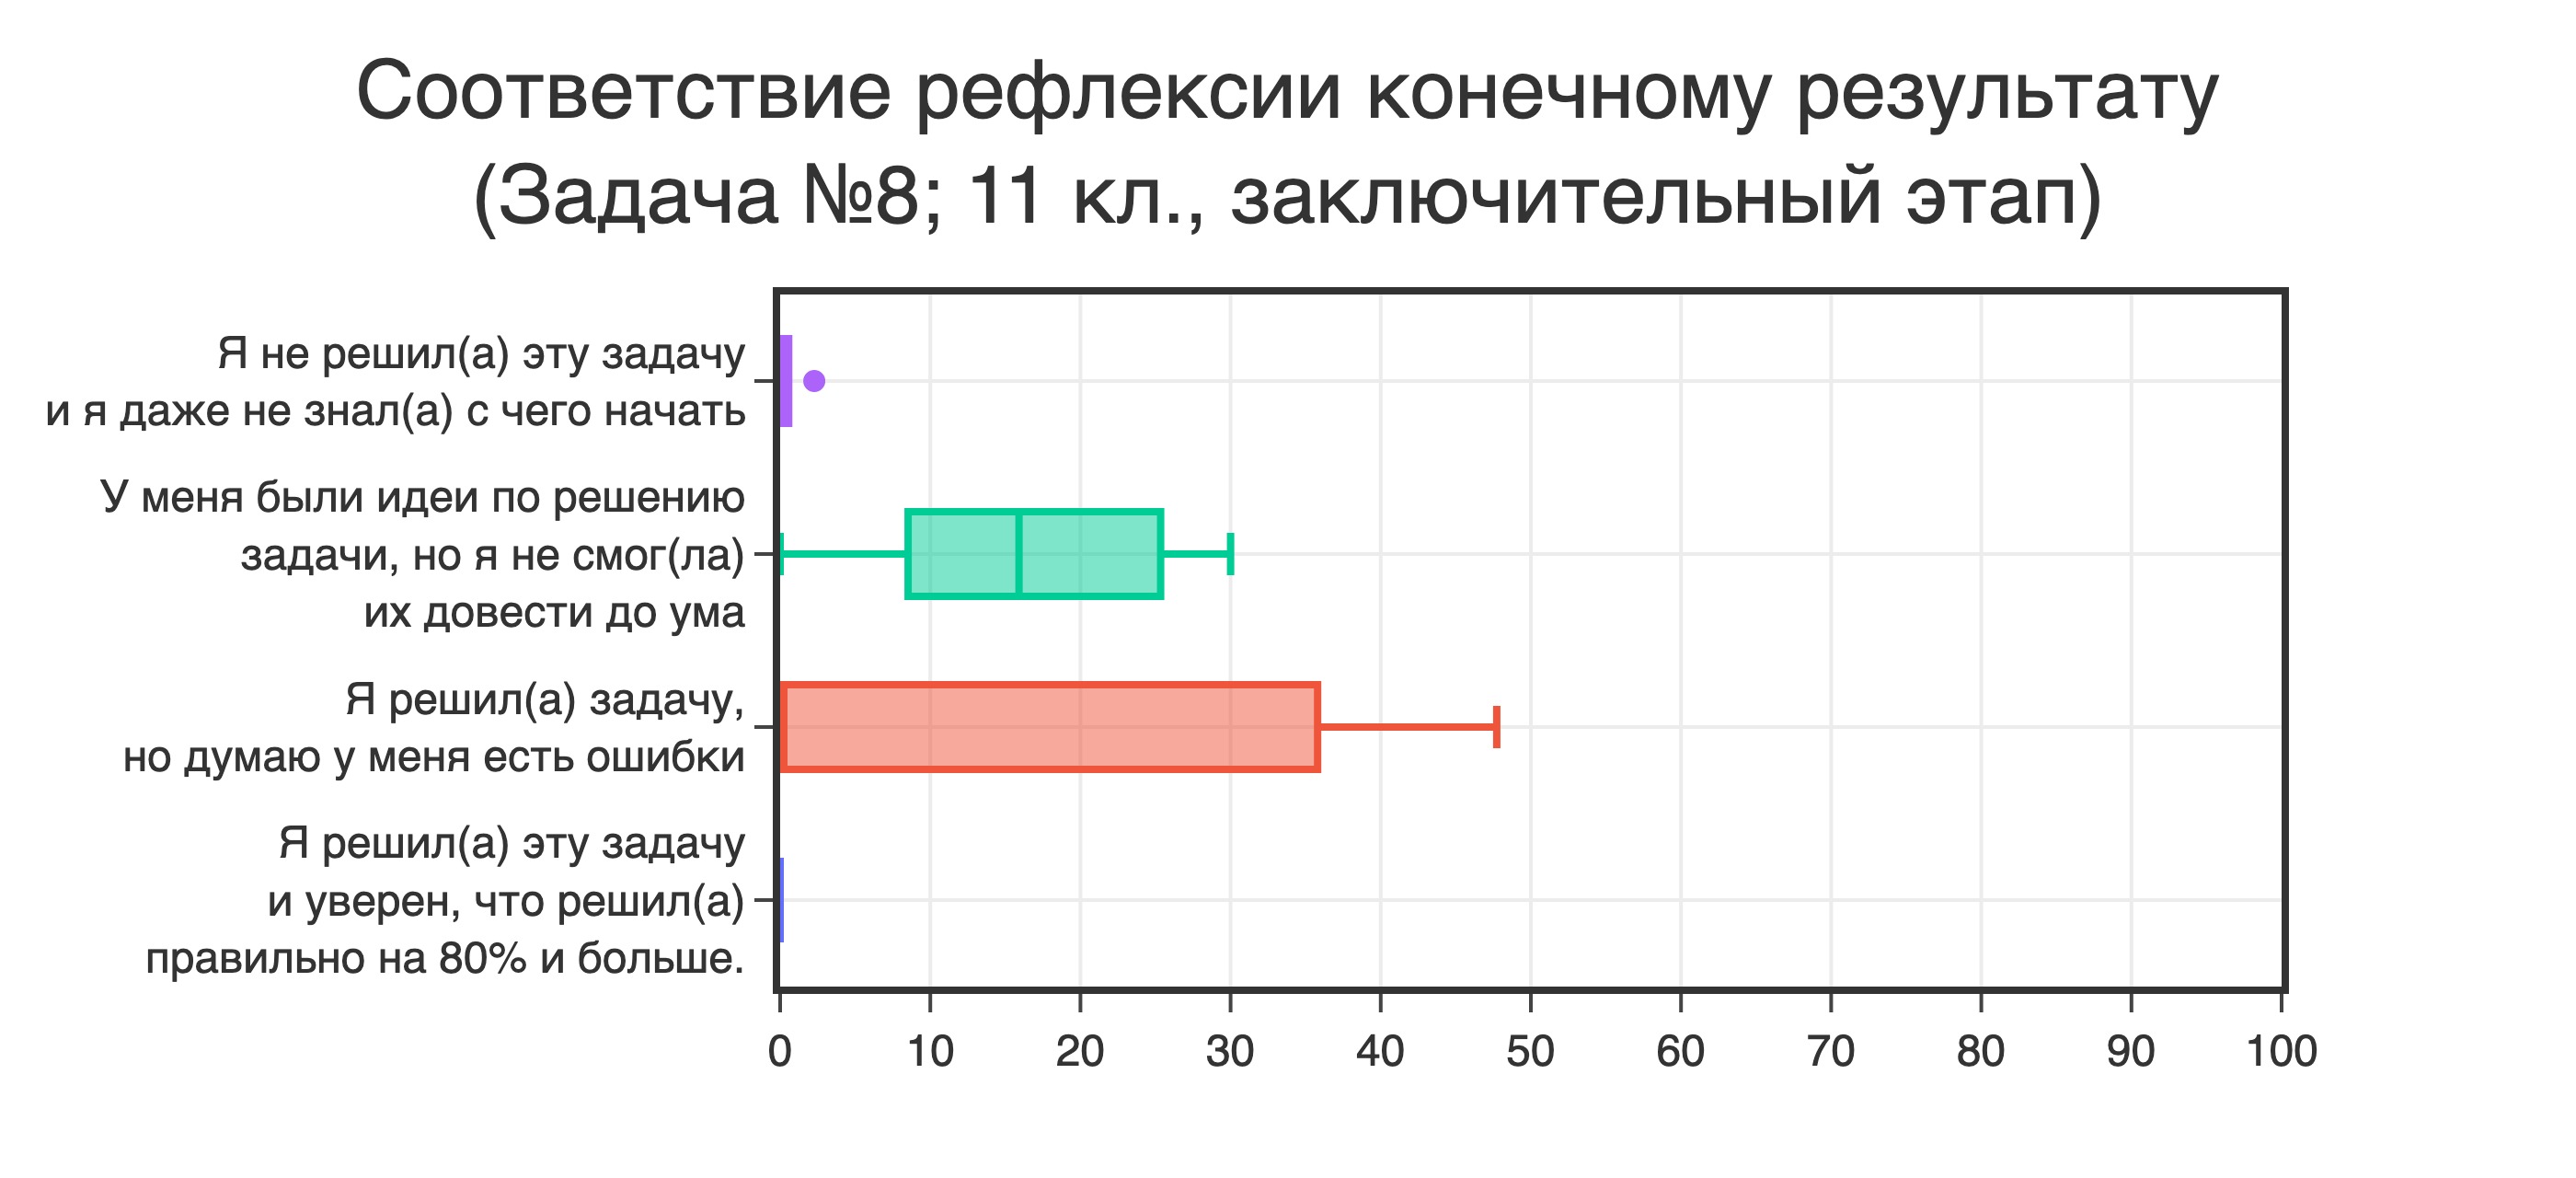 Соответствие рефлексии конечному результату
(Задача №8; 11 кл., заключительный этап)
Я не решил(а) эту задачу
и я даже не знал(а) с чего начать
У меня были идеи по решению
задачи, но я не смог(ла)
их довести до ума
Я решил(а) задачу,
но думаю у меня есть ошибки
Я решил(а) эту задачу
и уверен, что решил(а)
правильно на 80% и больше.
0 10 20 30 40 50 60 70 80 90 100